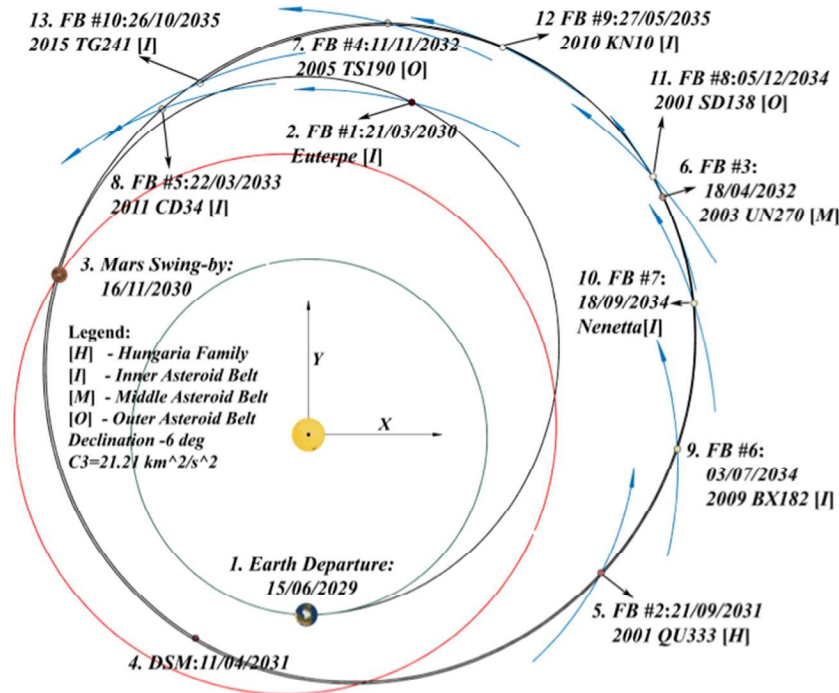 13. FB #10:26/10/2035
2015 TG241 [I]
7. FB #4:11/11/2032
2005 TS190 [O]
12 FB #9:27/05/2035
2010 KN10 [I]
11. FB #8:05/12/2034
2001 SD138 [O]
2. FB #1:21/03/2030
Euterpe [I]
6. FB #3:
18/04/2032
2003 UN270 [M]
8. FB #5:22/03/2033
2011 CD34 [I]
3. Mars Swing-by:
16/11/2030
10. FB #7:
18/09/2034
Nenetta[I]
Legend:
[H] - Hungaria Family
[I] - Inner Asteroid Belt
[M] - Middle Asteroid Belt
[O] - Outer Asteroid Belt
Declination -6 deg
C3=21.21 km^2/s^2
Y
X
9. FB #6:
03/07/2034
2009 BX182 [I]
1. Earth Departure:
15/06/2029
5. FB #2:21/09/2031
2001 QU333 [H]
4. DSM:11/04/2031